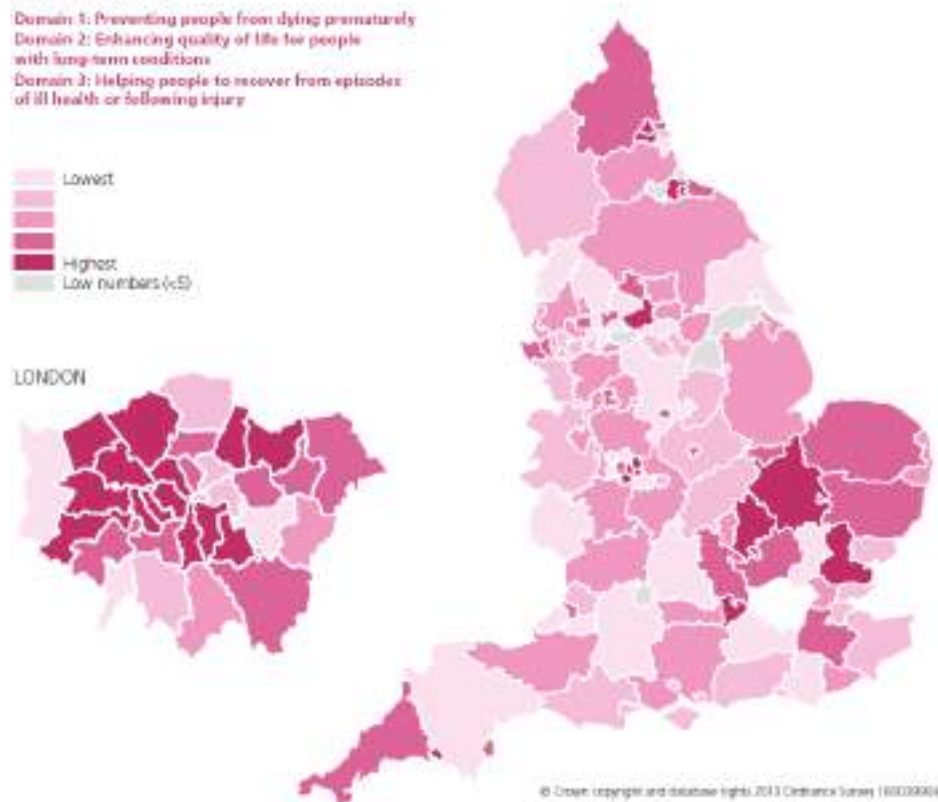 Domain 1: Preventing people from dying prematurely
Domain 2: Enhancing quality of life for people
with long-term conditions
Domain 3: Helping people to recover from episodes
of ill health or following injury
Lowest
Highest
Low numbers (<5)
LONDON
© Crown copyright and database rights 2013 Ordnance Survey